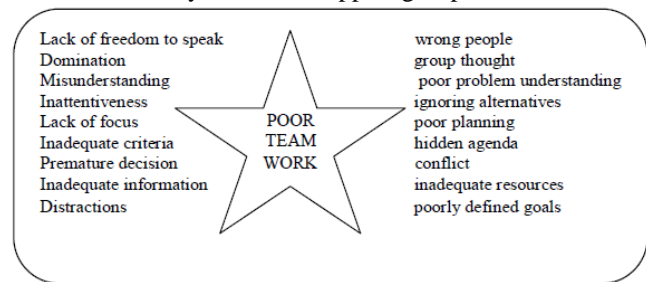 Lack of freedom to speak
Domination
Misunderstanding
Inattentiveness
Lack of focus
Inadequate criteria
Premature decision
Inadequate information
Distractions
POOR
TEAM
WORK
wrong people
group thought
poor problem understanding
ignoring alternatives
poor planning
hidden agenda
conflict
inadequate resources
poorly defined goals